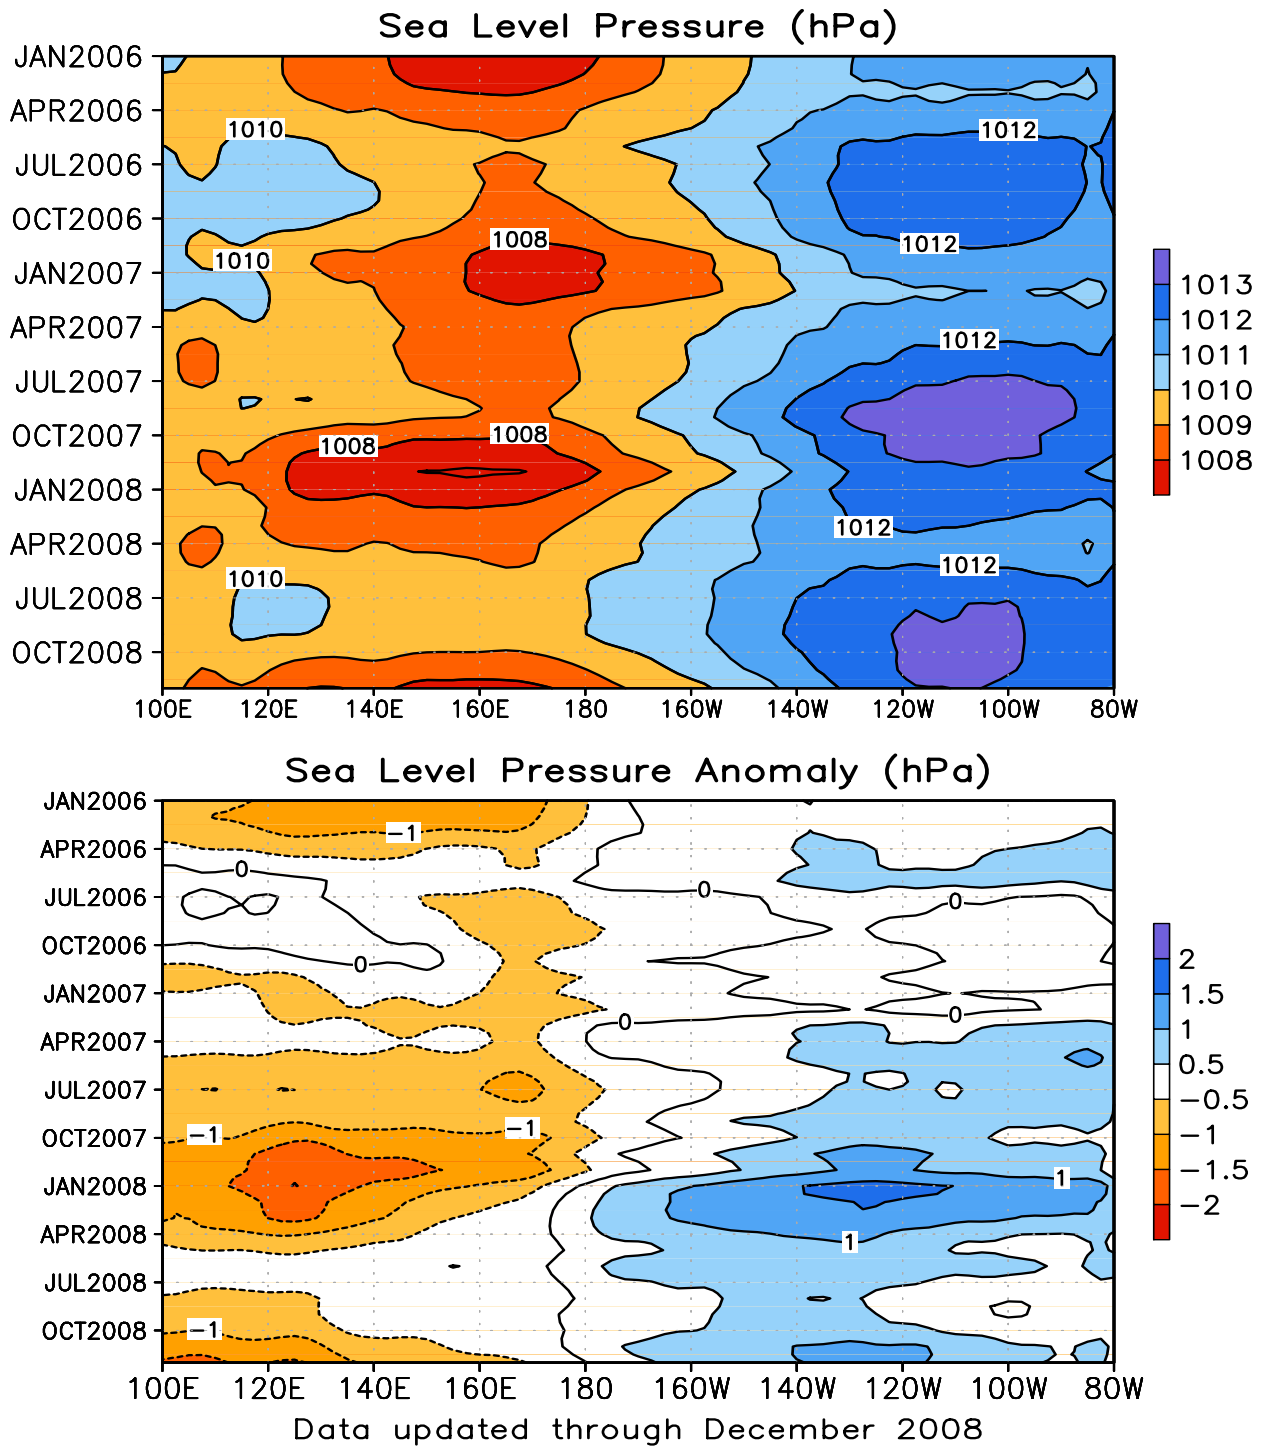 Sea Level Pressure (hPa)
JAN2006
APR2006
JUL2006
OCT2006
JAN2007
APR2007
JUL2007
OCT2007
JAN2008
APR2008
JUL2008
OCT2008
1010
1012
1012
1008
1010
1012
1008
1008
1012
1012
1010
100E 120E 140E 160E 180 160W 140W 120W 100W 80W
1013
1012
1011
1010
1009
1008
Sea Level Pressure Anomaly (hPa)
JAN2006
APR2006
JUL2006
OCT2006
JAN2007
APR2007
JUL2007
OCT2007
JAN2008
APR2008
JUL2008
OCT2008
−1
0
0
0
0
0
0
−1
−1
1
1
−1
100E 120E 140E 160E 180 160W 140W 120W 100W 80W
2
1.5
1
0.5
−0.5
−1
−1.5
−2
Data updated through December 2008